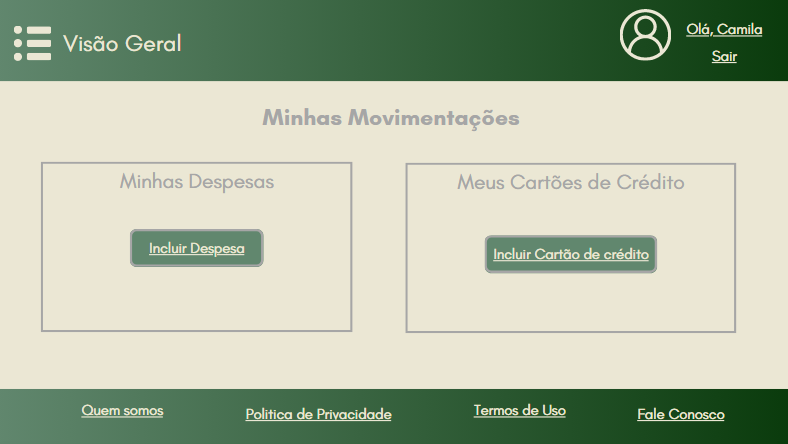 Visão Geral
Olá, Camila
Sair
Minhas Movimentações
Minhas Despesas
Incluir Despesa
Meus Cartões de Crédito
Incluir Cartão de crédito
Quem somos
Politica de Privacidade
Termos de Uso
Fale Conosco